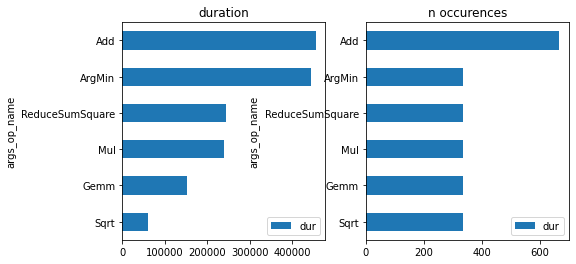 duration
args_op_name
Add
ArgMin
ReduceSumSquare
Mul
Gemm
Sqrt
0 100000 200000 300000 400000
dur
n occurences
args_op_name
Add
ArgMin
ReduceSumSquare
Mul
Gemm
Sqrt
0 200 400 600
dur